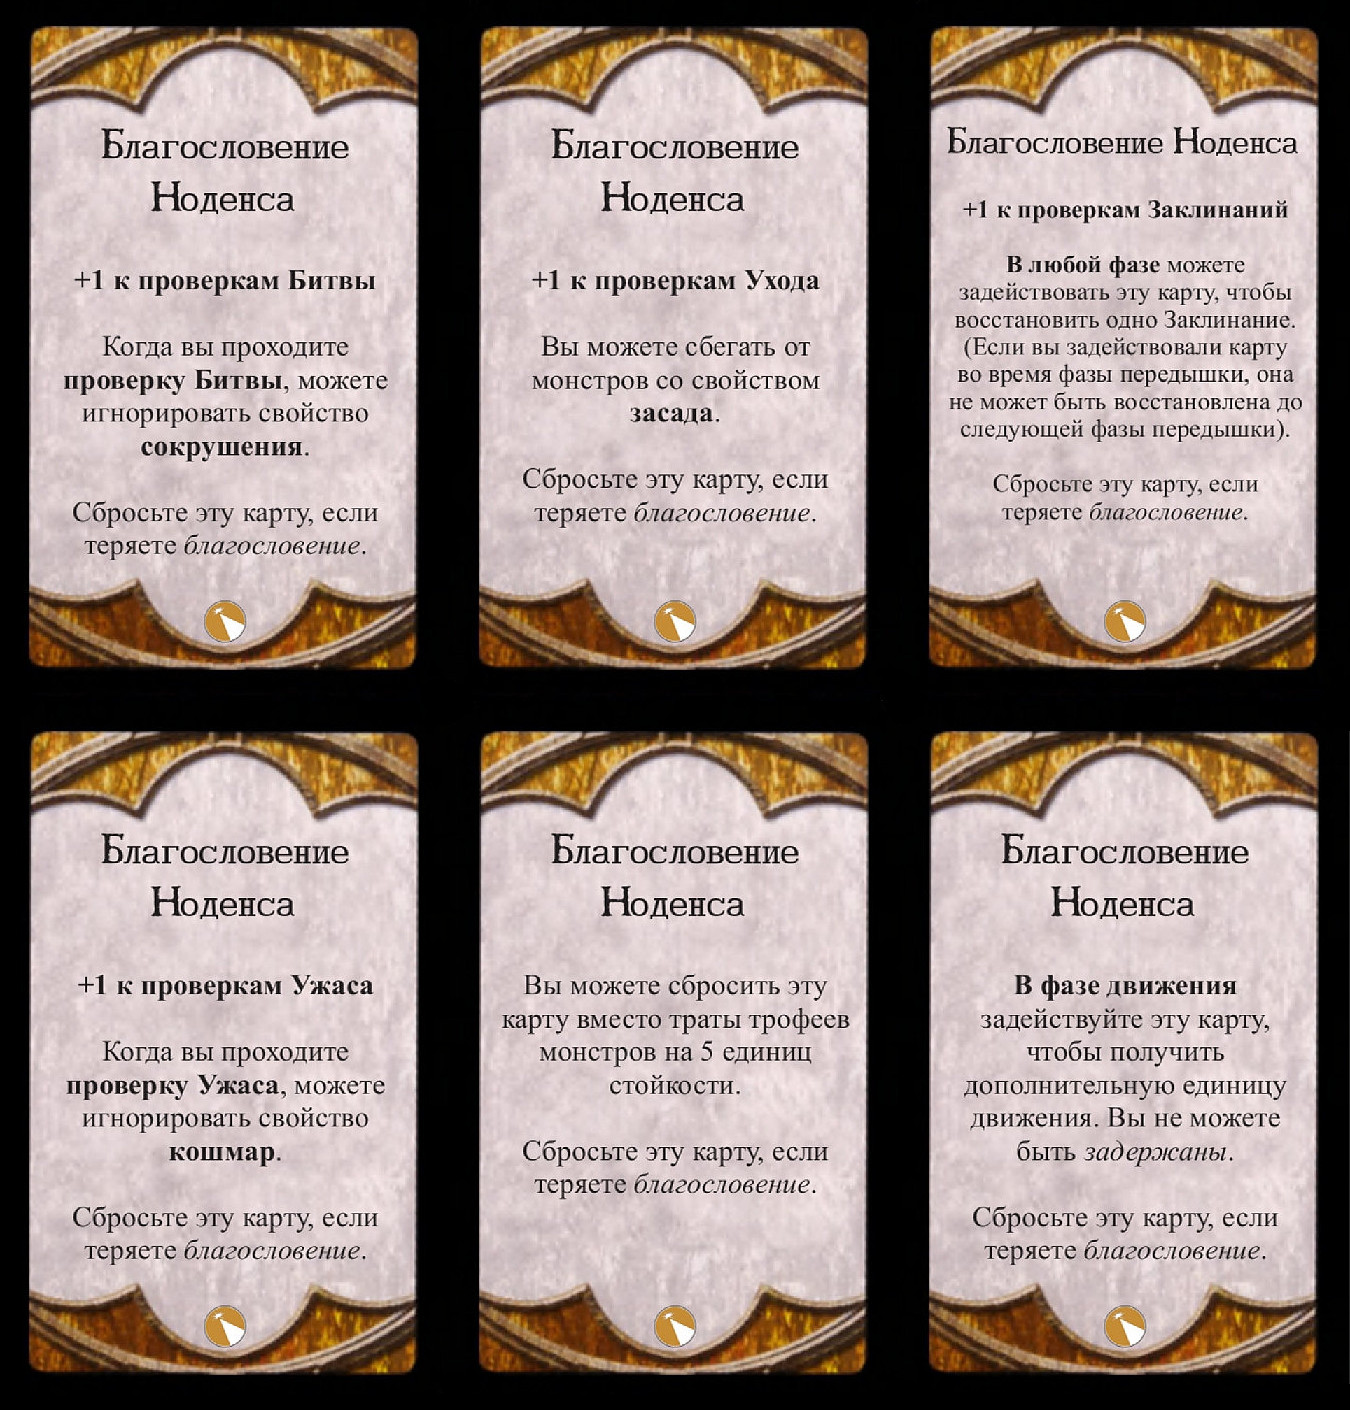 Благословение
Ноденса
+1 к проверкам Битвы
Когда вы проходите
проверку Битвы, можете
игнорировать свойство
сокрушения.
Сбросьте эту карту, если
теряете благословение.
Благословение
Ноденса
+1 к проверкам Ухода
Вы можете сбегать от
монстров со свойством
засада.
Сбросьте эту карту, если
теряете благословение.
Благословение Ноденса
+1 к проверкам Заклинаний
В любой фазе можете
задействовать эту карту, чтобы
восстановить одно Заклинание.
(Если вы задействовали карту
во время фазы передышки, она
не может быть восстановлена до
следующей фазы передышки).
Сбросьте эту карту, если
теряете благословение.
Благословение
Ноденса
+1 к проверкам Ужаса
Когда вы проходите
проверку Ужаса, можете
игнорировать свойство
кошмар.
Сбросьте эту карту, если
теряете благословение.
Благословение
Ноденса
Вы можете сбросить эту
карту вместо траты трофеев
монстров на 5 единиц
стойкости.
Сбросьте эту карту, если
теряете благословение.
Благословение
Ноденса
В фазе движения
задействуйте эту карту,
чтобы получить
дополнительную единицу
движения. Вы не можете
быть задержаны.
Сбросьте эту карту, если
теряете благословение.